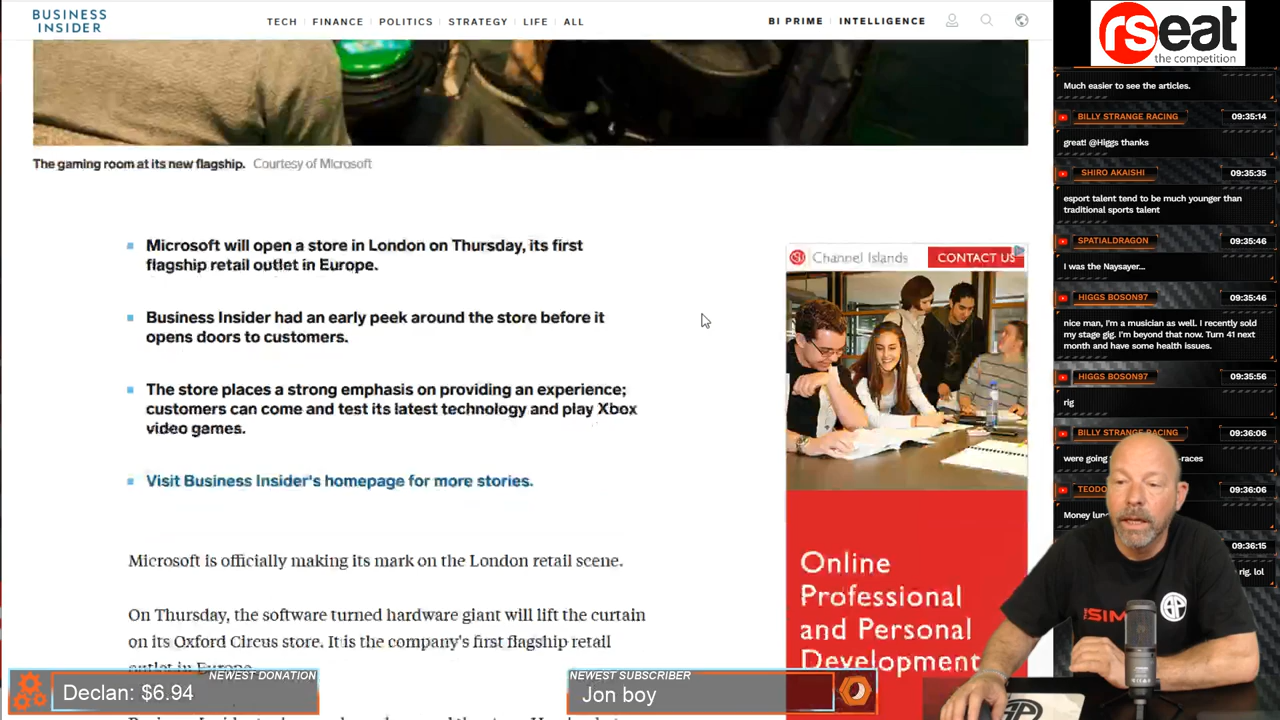 BUSINESS
INSIDER
TECH FINANCE POLITICS STRATEGY LIFE ALL
BI PRIME INTELLIGENCE
The gaming room at its new flagship. Courtesy of Microsoft
Microsoft will open a store in London on Thursday, its first
flagship retail outlet in Europe.
Business Insider had an early peek around the store before it
opens doors to customers.
The store places a strong emphasis on providing an experience;
customers can come and test its latest technology and play Xbox
video games.
Visit Business Insider's homepage for more stories.
Microsoft is officially making its mark on the London retail scene.
On Thursday, the software turned hardware giant will lift the curtain
on its Oxford Circus store. It is the company's first flagship retail
outlet in Europe.
Channel Islands
CONTACT US
Online
Professional
and Personal
Development
rseat
the competition
Much easier to see the articles.
BILLY STRANGE RACING 09:35:14
great! @Higgs thanks
SHIRO AKAISHI 09:35:35
esport talent tend to be much younger than
traditional sports talent
SPATIALDRAGON 09:35:46
I was the Naysayer...
HIGGS BOSON97 09:35:46
nice man, I'm a musician as well. I recently sold
my stage gig. I'm beyond that now. Turn 41 next
month and have some health issues.
HIGGS BOSON97 09:35:56
rig
BILLY STRANGE RACING 09:36:06
were going
-races
TEODO 09:36:06
Money
09:36:15
rig. lol
SIM
NEWEST DONATION
Declan: $6.94
NEWEST SUBSCRIBER
Jon boy